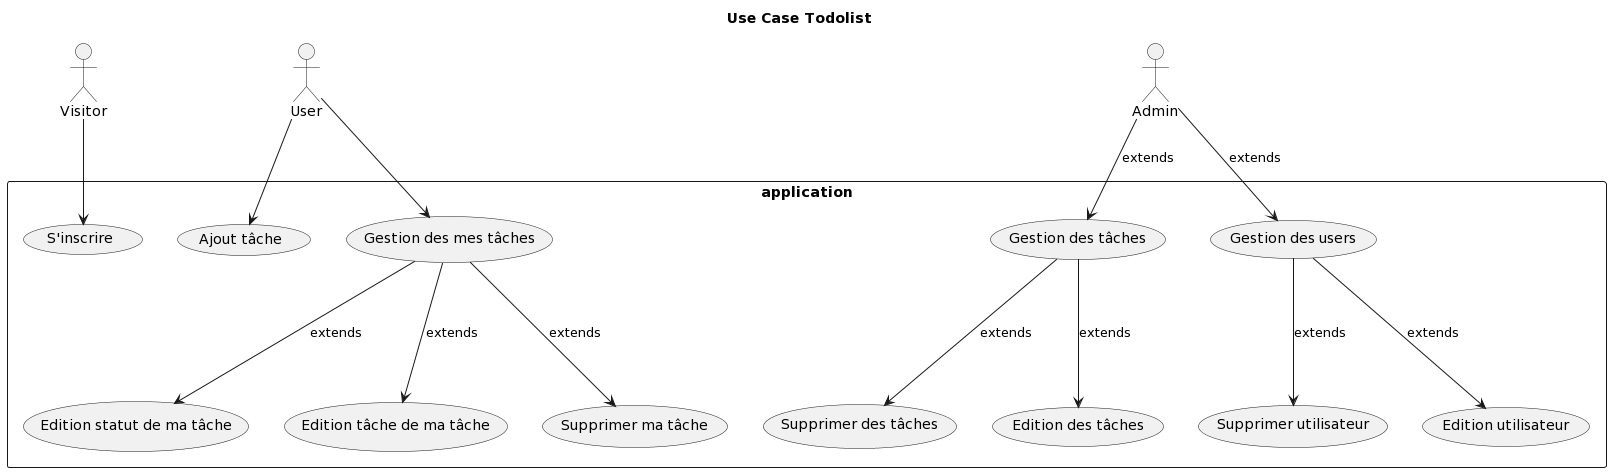 Use Case Todolist
Visitor
User
Admin
extends
extends
application
S'inscrire
Ajout tâche
Gestion des mes tâches
Gestion des tâches
Gestion des users
extends
extends
extends
extends
extends
extends
extends
Edition statut de ma tâche
Edition tâche de ma tâche
Supprimer ma tâche
Supprimer des tâches
Edition des tâches
Supprimer utilisateur
Edition utilisateur